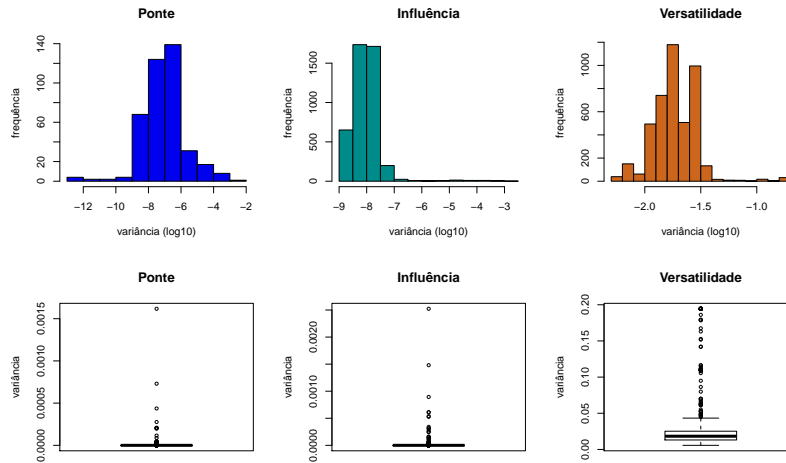 Ponte
frequência
0 20 60 100 140
−12 −10 −8 −6 −4 −2
variância (log10)
Influência
frequência
0 500 1000 1500
−9 −8 −7 −6 −5 −4 −3
variância (log10)
Versatilidade
frequência
0 200 600 1000
−2.0 −1.5 −1.0
variância (log10)
Ponte
variância
0.0000 0.0005 0.0010 0.0015
Influência
variância
0.0000 0.0010 0.0020
Versatilidade
variância
0.00 0.05 0.10 0.15 0.20